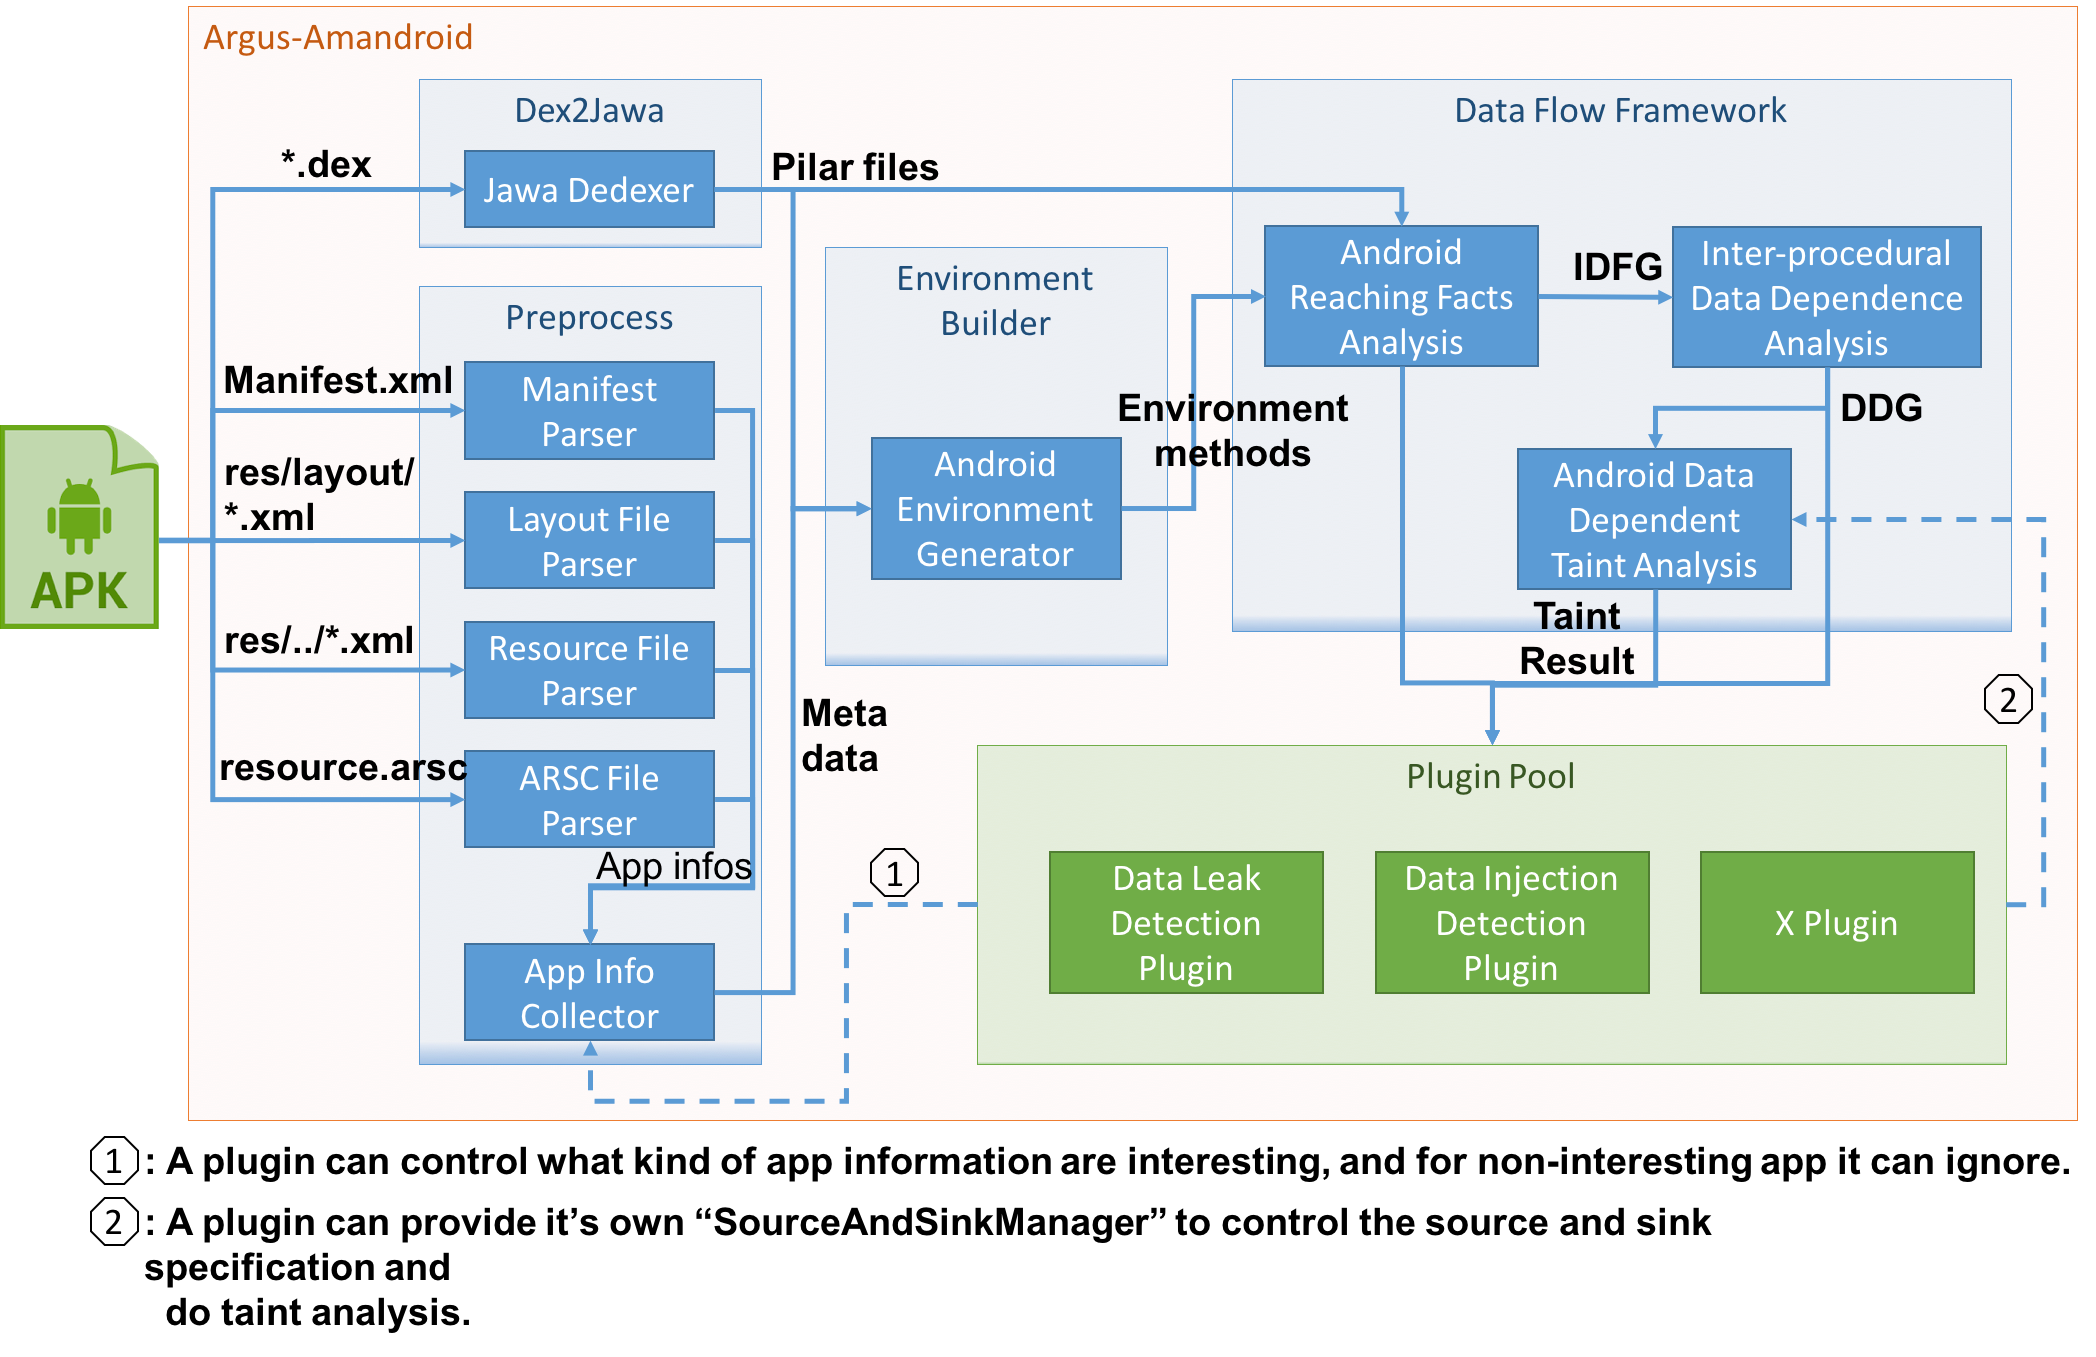 Argus-Amandroid
Dex2Jawa
*.dex
Jawa Dedexer
Pilar files
Data Flow Framework
Preprocess
Manifest.xml
Manifest
Parser
res/layout/
*.xml
Layout File
Parser
res/../*.xml
Resource File
Parser
resource.arsc
ARSC File
Parser
App infos
App Info
Collector
APK
Environment
Builder
Android
Environment
Generator
Environment
methods
Meta
data
Android
Reaching Facts
Analysis
IDFG
Inter-procedural
Data Dependence
Analysis
DDG
Android Data
Dependent
Taint Analysis
Taint
Result
2
1
Plugin Pool
Data Leak
Detection
Plugin
Data Injection
Detection
Plugin
X Plugin
1 : A plugin can control what kind of app information are interesting, and for non-interesting app it can ignore.
2 : A plugin can provide it’s own “SourceAndSinkManager” to control the source and sink
specification and
do taint analysis.